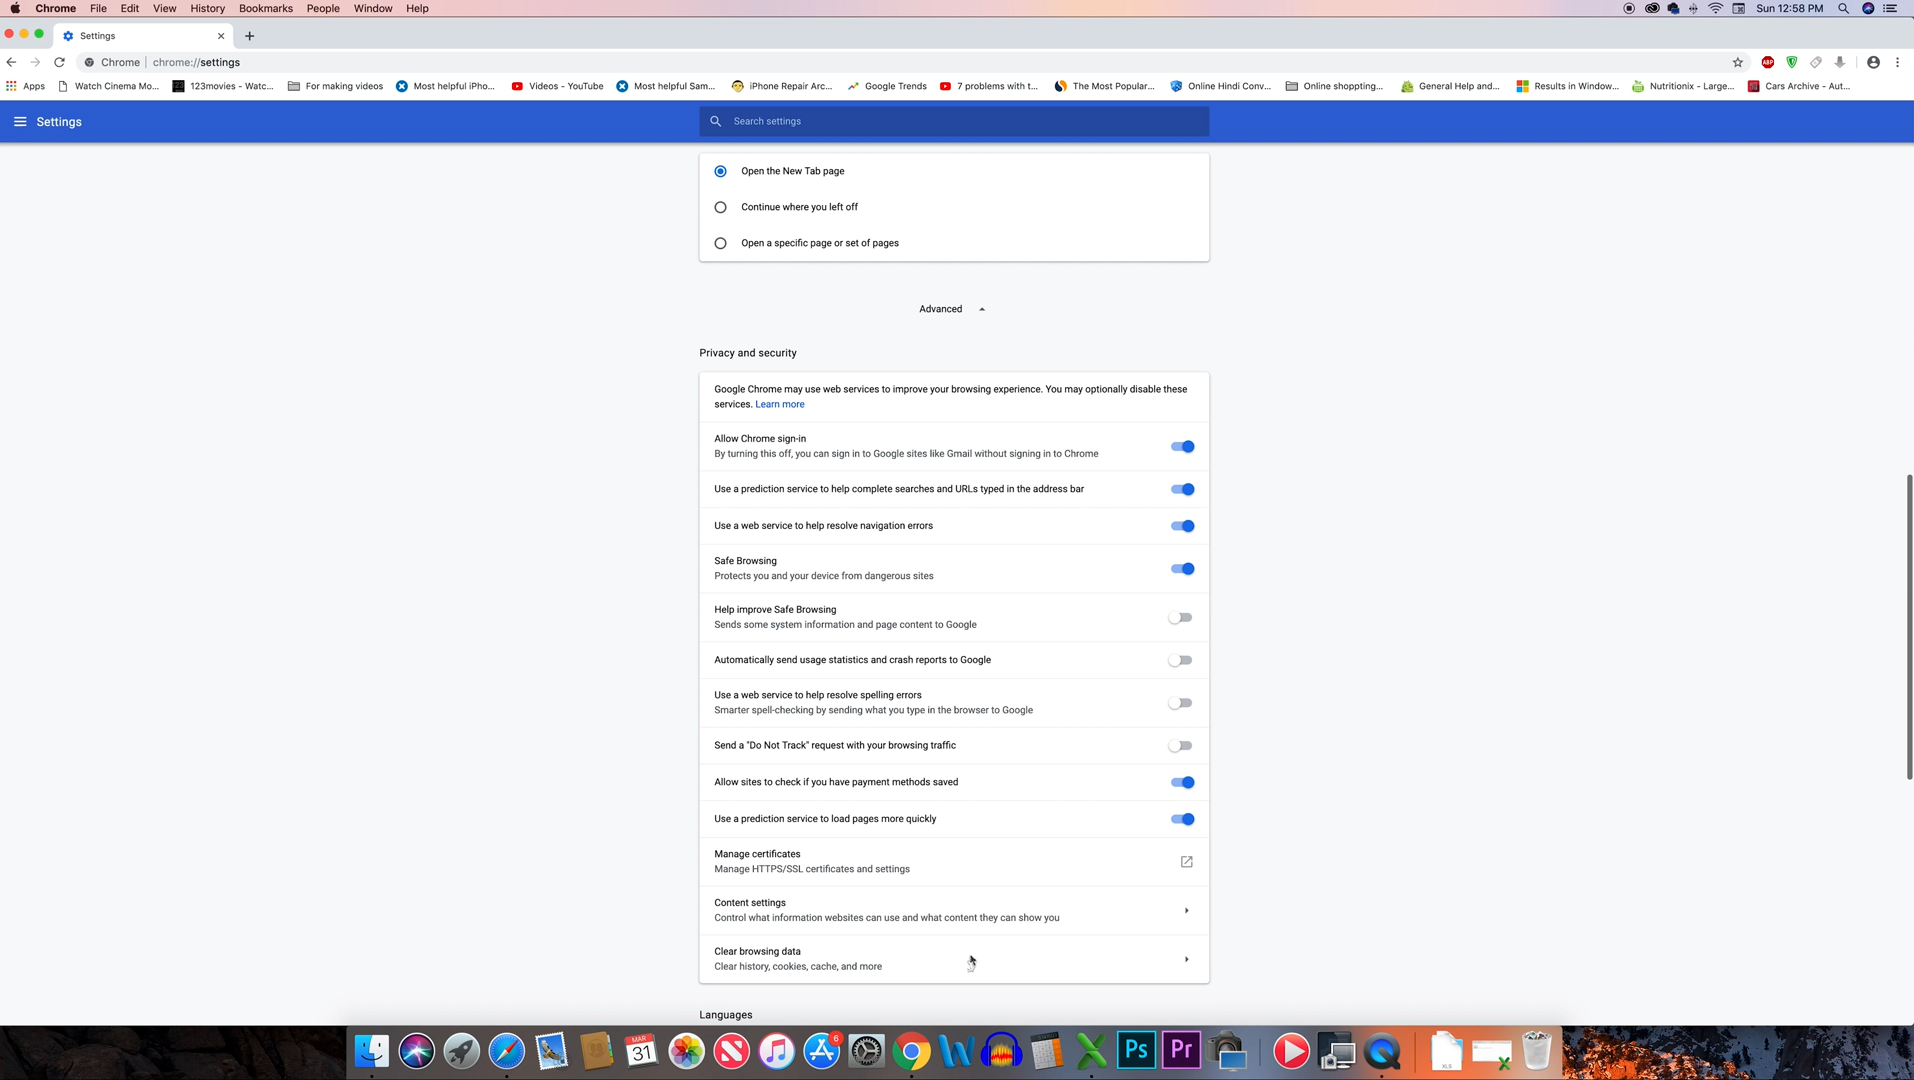 Chrome File Edit View History Bookmarks People Window Help Sun 12:58 PM
Settings
Chrome chrome://settings ABP
Apps Watch Cinema Mo... 123movies - Watc... For making videos Most helpful iPho... Videos - YouTube Most helpful Sam... iPhone Repair Arc... Google Trends 7 problems with t... The Most Popular... Online Hindi Conv... Online shoppting... General Help and... Results in Window... Nutritionix - Large... Cars Archive - Aut...
Settings Search settings
Open the New Tab page
Continue where you left off
Open a specific page or set of pages
Advanced
Privacy and security
Google Chrome may use web services to improve your browsing experience. You may optionally disable these
services. Learn more
Allow Chrome sign-in
By turning this off, you can sign in to Google sites like Gmail without signing in to Chrome
Use a prediction service to help complete searches and URLs typed in the address bar
Use a web service to help resolve navigation errors
Safe Browsing
Protects you and your device from dangerous sites
Help improve Safe Browsing
Sends some system information and page content to Google
Automatically send usage statistics and crash reports to Google
Use a web service to help resolve spelling errors
Smarter spell-checking by sending what you type in the browser to Google
Send a "Do Not Track" request with your browsing traffic
Allow sites to check if you have payment methods saved
Use a prediction service to load pages more quickly
Manage certificates
Manage HTTPS/SSL certificates and settings
Content settings
Control what information websites can use and what content they can show you
Clear browsing data
Clear history, cookies, cache, and more
Languages
MAR
31
6
Ps
Pr
XLS